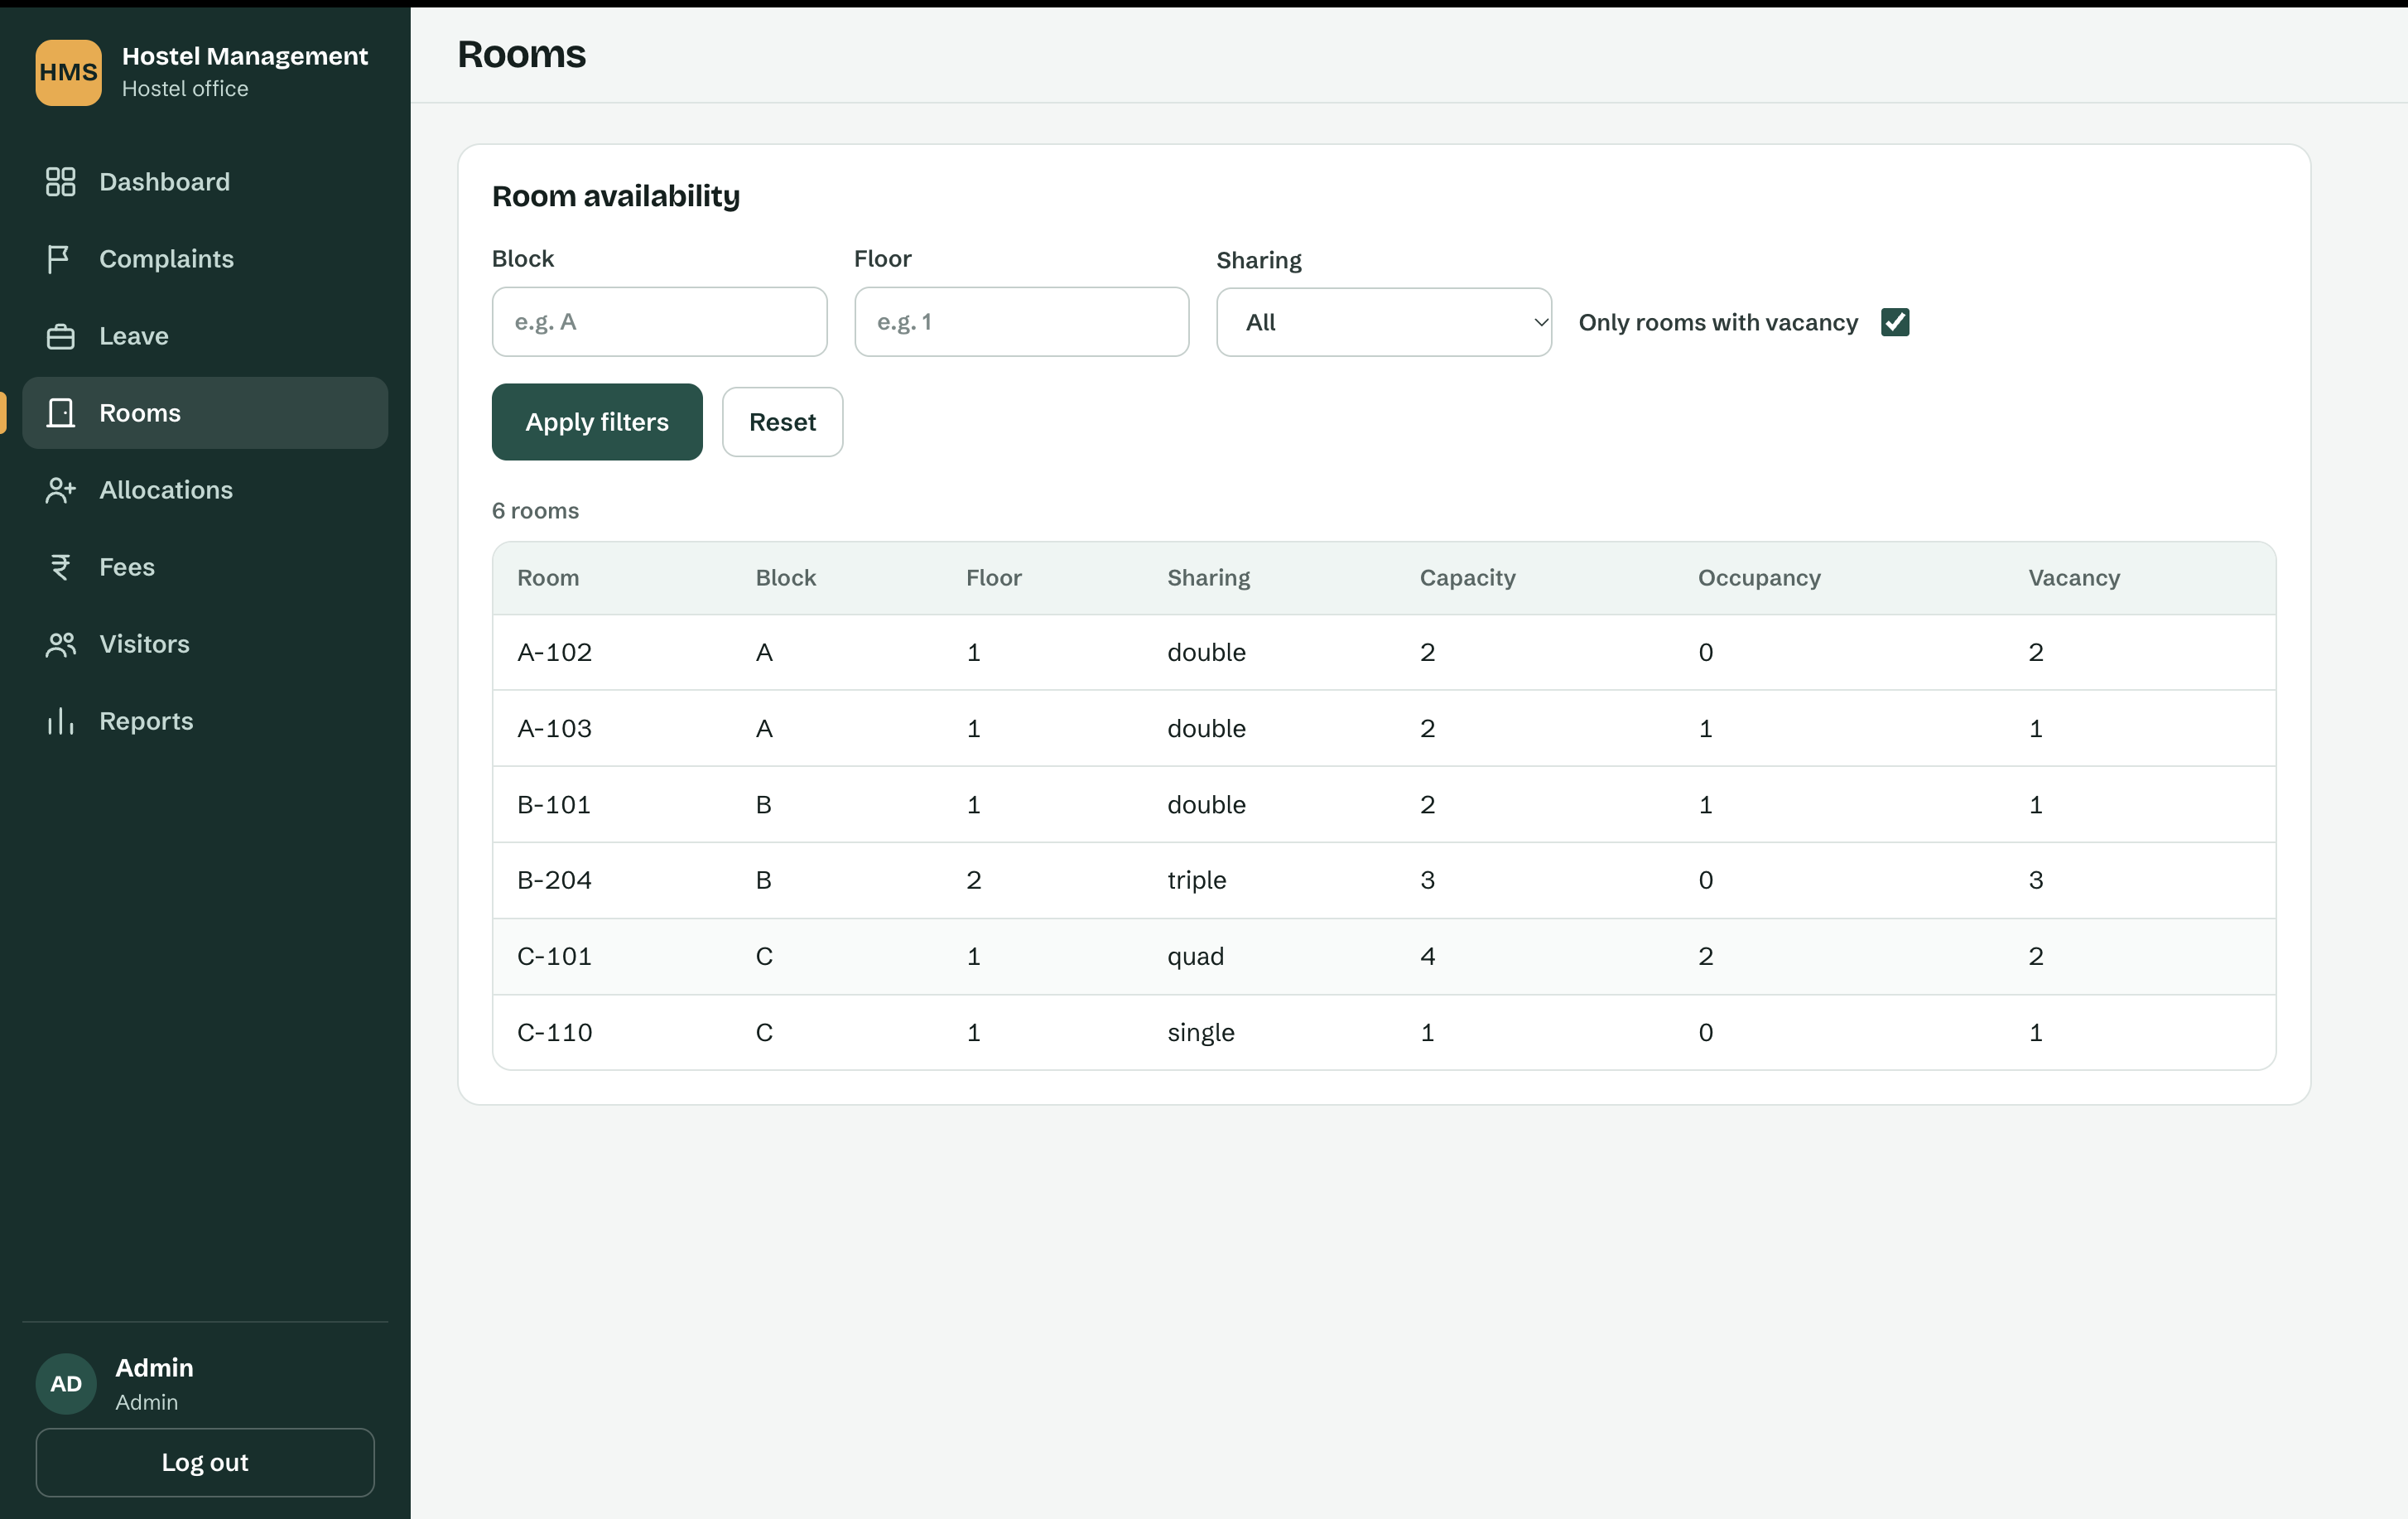 HMS
Hostel Management
Hostel office
Dashboard
Complaints
Leave
Rooms
Allocations
Fees
Visitors
Reports
AD
Admin
Admin
Log out
Rooms
Room availability
Block Floor Sharing
e.g. A e.g. 1 All Only rooms with vacancy
Apply filters Reset
6 rooms
Room Block Floor Sharing Capacity Occupancy Vacancy
A-102 A 1 double 2 0 2
A-103 A 1 double 2 1 1
B-101 B 1 double 2 1 1
B-204 B 2 triple 3 0 3
C-101 C 1 quad 4 2 2
C-110 C 1 single 1 0 1